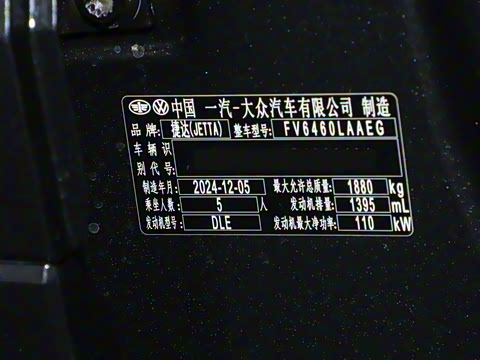 中国 一汽-大众汽车有限公司 制造
品 牌: 捷达(JETTA) 整车型号: FV6460LAAEG
车 辆 识
别 代 号:
制造年月: 2024-12-05 最大允许总质量: 1880 kg
乘坐人数: 5 人 发动机排量: 1395 mL
发动机型号: DLE 发动机最大净功率: 110 kW